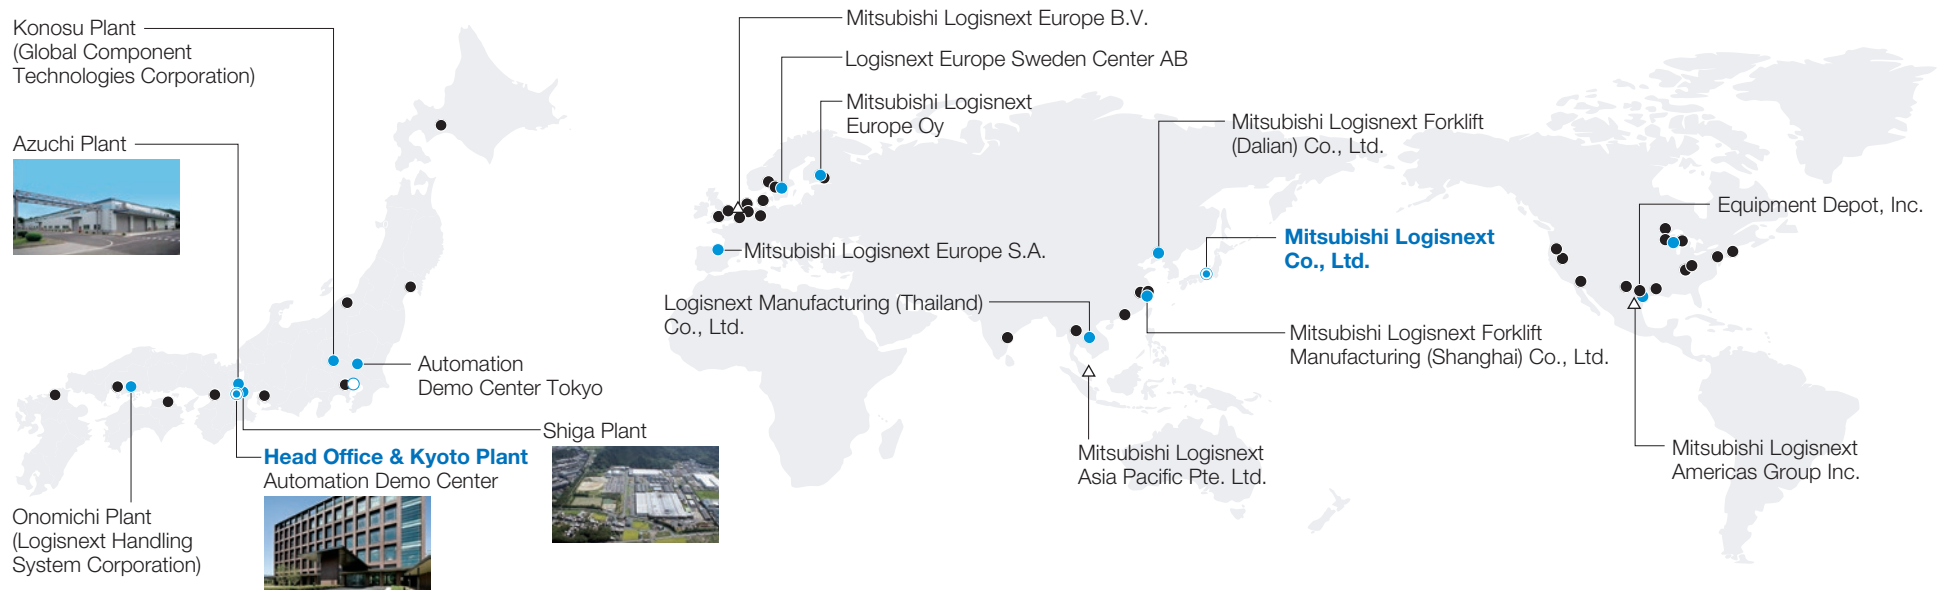 Konosu Plant
(Global Component
Technologies Corporation)
Azuchi Plant
Automation
Demo Center Tokyo
Shiga Plant
Head Office & Kyoto Plant
Automation Demo Center
Onomichi Plant
(Logisnext Handling
System Corporation)
Mitsubishi Logisnext Europe B.V.
Logisnext Europe Sweden Center AB
Mitsubishi Logisnext
Europe Oy
Mitsubishi Logisnext Europe S.A.
Logisnext Manufacturing (Thailand)
Co., Ltd.
Mitsubishi Logisnext Forklift
(Dalian) Co., Ltd.
Mitsubishi Logisnext
Co., Ltd.
Mitsubishi Logisnext Forklift
Manufacturing (Shanghai) Co., Ltd.
Mitsubishi Logisnext
Asia Pacific Pte. Ltd.
Equipment Depot, Inc.
Mitsubishi Logisnext
Americas Group Inc.